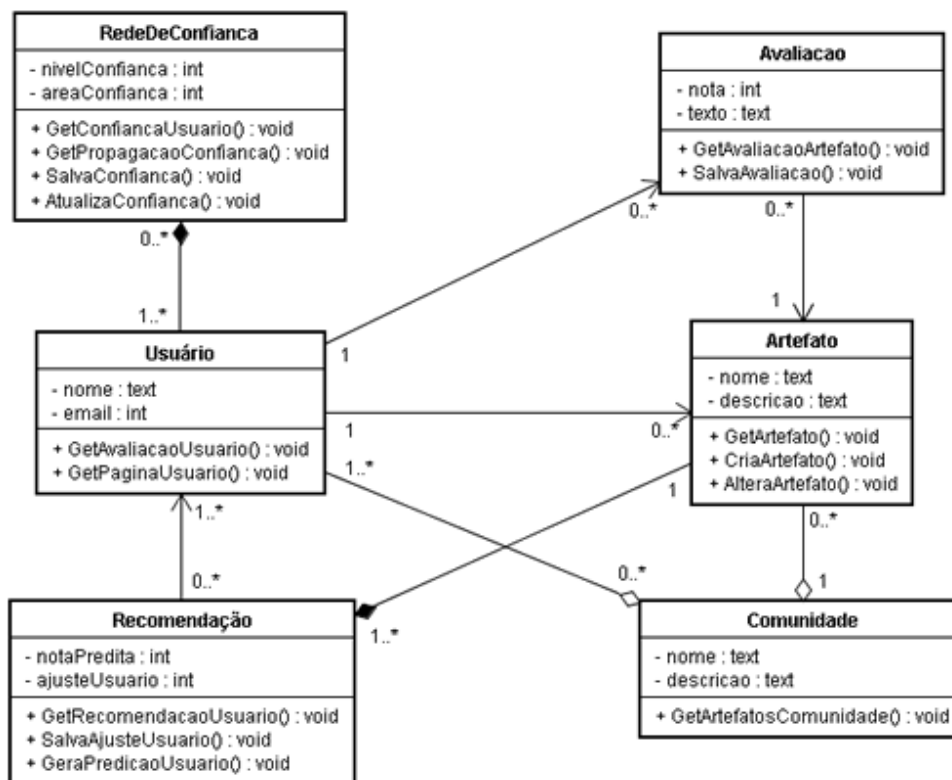 RedeDeConfianca
- nivelConfianca : int
- areaConfianca : int
+ GetConfiancaUsuario() : void
+ GetPropagacaoConfianca() : void
+ SalvaConfianca() : void
+ AtualizaConfianca() : void
Avaliacao
- nota : int
- texto : text
+ GetAvaliacaoArtefato() : void
+ SalvaAvaliacao() : void
0..*
0..*
0..*
1..*
1
1
Usuário
- nome : text
- email : int
+ GetAvaliacaoUsuario() : void
+ GetPaginaUsuario() : void
Artefato
- nome : text
- descricao : text
+ GetArtefato() : void
+ CriaArtefato() : void
+ AlteraArtefato() : void
1
0..*
1..*
1
1..*
0..*
0..*
0..*
1
1..*
Recomendação
- notaPredita : int
- ajusteUsuario : int
+ GetRecomendacaoUsuario() : void
+ SalvaAjusteUsuario() : void
+ GeraPredicaoUsuario() : void
Comunidade
- nome : text
- descricao : text
+ GetArtefatosComunidade() : void